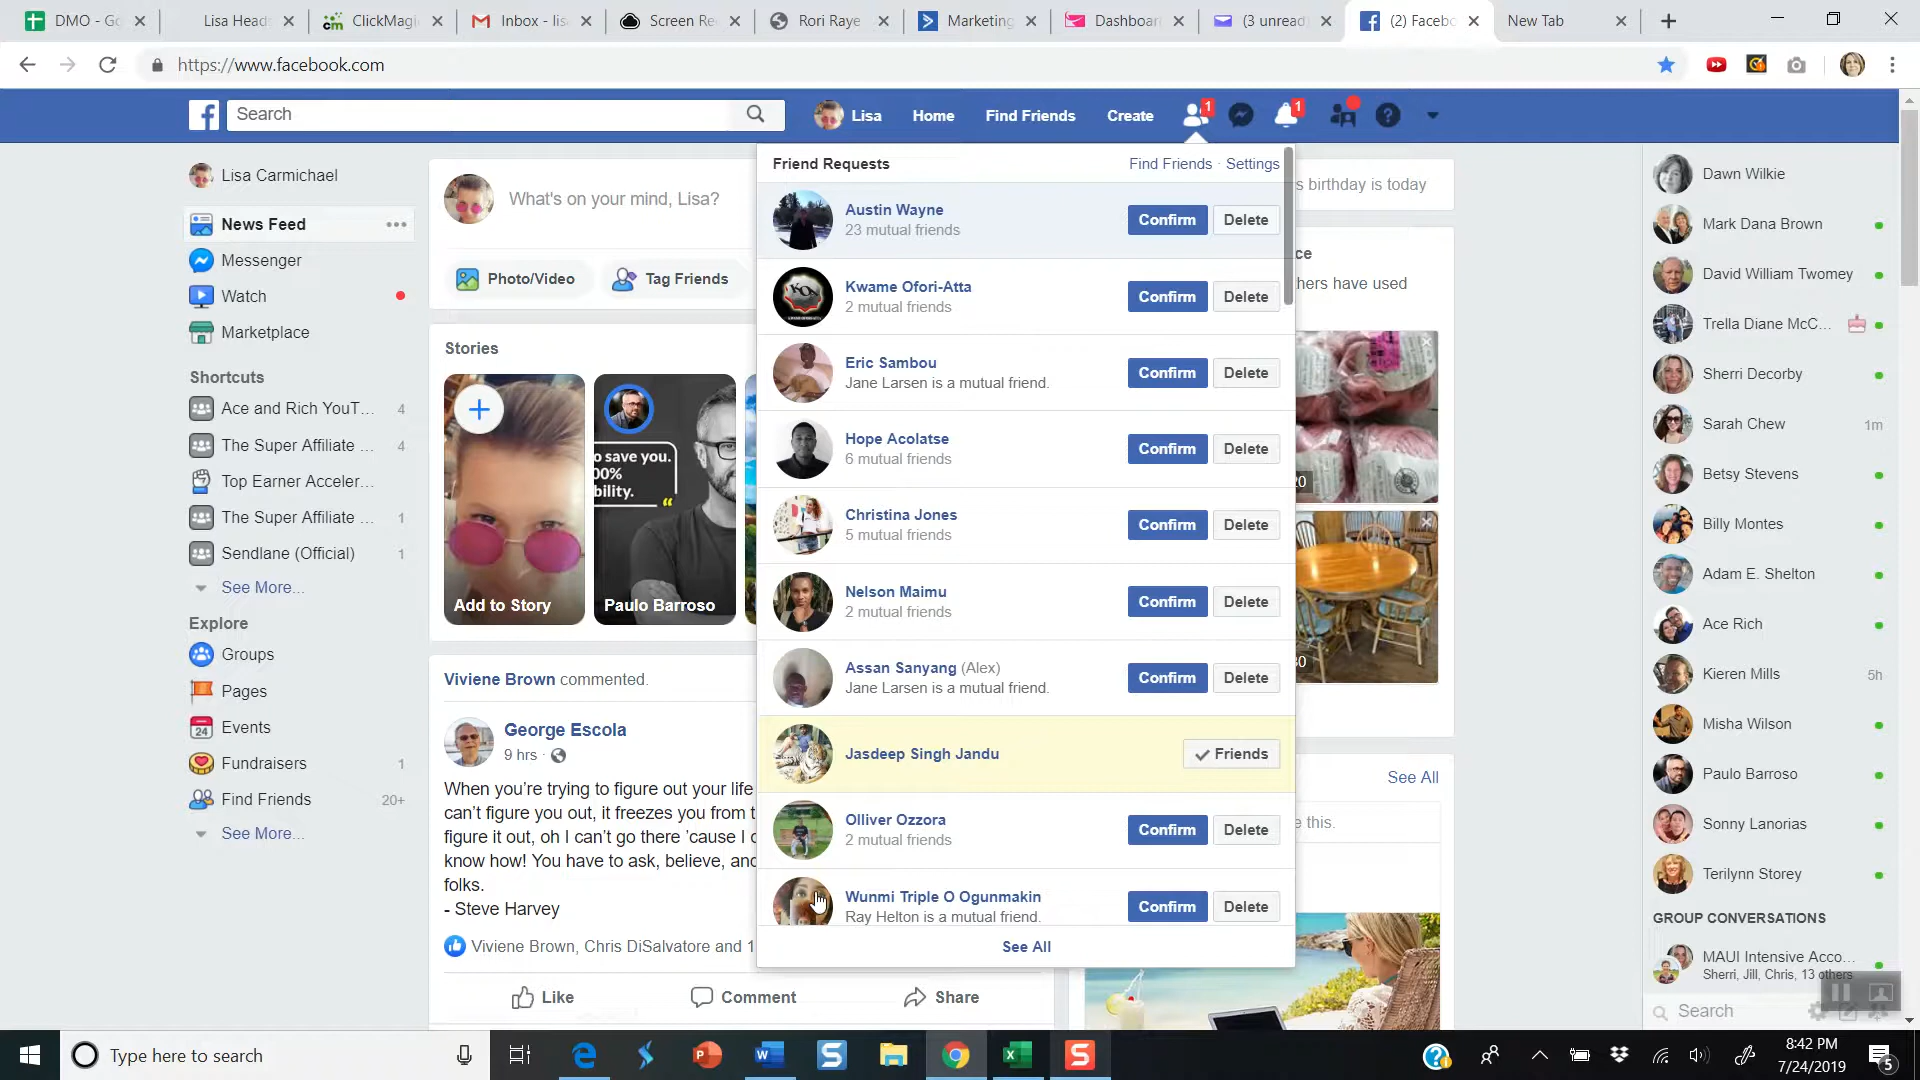 DMO - Go
Lisa Heads
ClickMagic
Inbox - lis
Screen Re
Rori Raye
Marketing
Dashboar
(3 unread
(2) Facebo
New Tab
https://www.facebook.com
Search
Lisa
Home
Find Friends
Create
1
1
Lisa Carmichael
News Feed
Messenger
Watch
Marketplace
Shortcuts
Ace and Rich YouT... 4
The Super Affiliate ... 4
Top Earner Acceler...
The Super Affiliate ... 1
Sendlane (Official) 1
See More...
Explore
Groups
Pages
24 Events
Fundraisers 1
Find Friends 20+
See More...
What's on your mind, Lisa?
Photo/Video
Tag Friends
Stories
Add to Story
o save you.
00%
bility.
Paulo Barroso
Viviene Brown commented.
George Escola
9 hrs ·
When you're trying to figure out your life
can't figure you out, it freezes you from t
figure it out, oh I can't go there 'cause I c
know how! You have to ask, believe, and
folks.
- Steve Harvey
Viviene Brown, Chris DiSalvatore and 1
Like
Comment
Share
Friend Requests
Find Friends · Settings
Austin Wayne
23 mutual friends
Confirm Delete
KOA
Kwame Ofori-Atta
2 mutual friends
Confirm Delete
Eric Sambou
Jane Larsen is a mutual friend.
Confirm Delete
Hope Acolatse
6 mutual friends
Confirm Delete
Christina Jones
5 mutual friends
Confirm Delete
Nelson Maimu
2 mutual friends
Confirm Delete
Assan Sanyang (Alex)
Jane Larsen is a mutual friend.
Confirm Delete
Jasdeep Singh Jandu
Friends
Olliver Ozzora
2 mutual friends
Confirm Delete
Wunmi Triple O Ogunmakin
Ray Helton is a mutual friend.
Confirm Delete
See All
s birthday is today
ce
hers have used
20
30
See All
e this.
Dawn Wilkie
Mark Dana Brown
David William Twomey
Trella Diane McC...
Sherri Decorby
Sarah Chew 1m
Betsy Stevens
Billy Montes
Adam E. Shelton
Ace Rich
Kieren Mills 5h
Misha Wilson
Paulo Barroso
Sonny Lanorias
Terilynn Storey
GROUP CONVERSATIONS
MAUI Intensive Acco...
Sherri, Jill, Chris, 13 others
Search
Type here to search
8:42 PM
7/24/2019
5